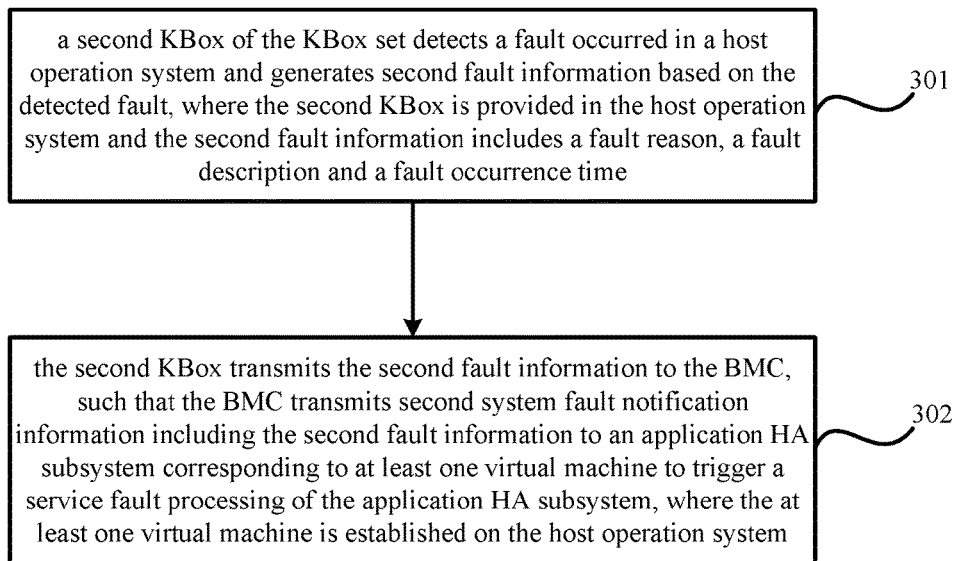 a second KBox of the KBox set detects a fault occurred in a host
operation system and generates second fault information based on the
detected fault, where the second KBox is provided in the host operation
system and the second fault information includes a fault reason, a fault
description and a fault occurrence time
301
the second KBox transmits the second fault information to the BMC,
such that the BMC transmits second system fault notification
information including the second fault information to an application HA
subsystem corresponding to at least one virtual machine to trigger a
service fault processing of the application HA subsystem, where the at
least one virtual machine is established on the host operation system
302